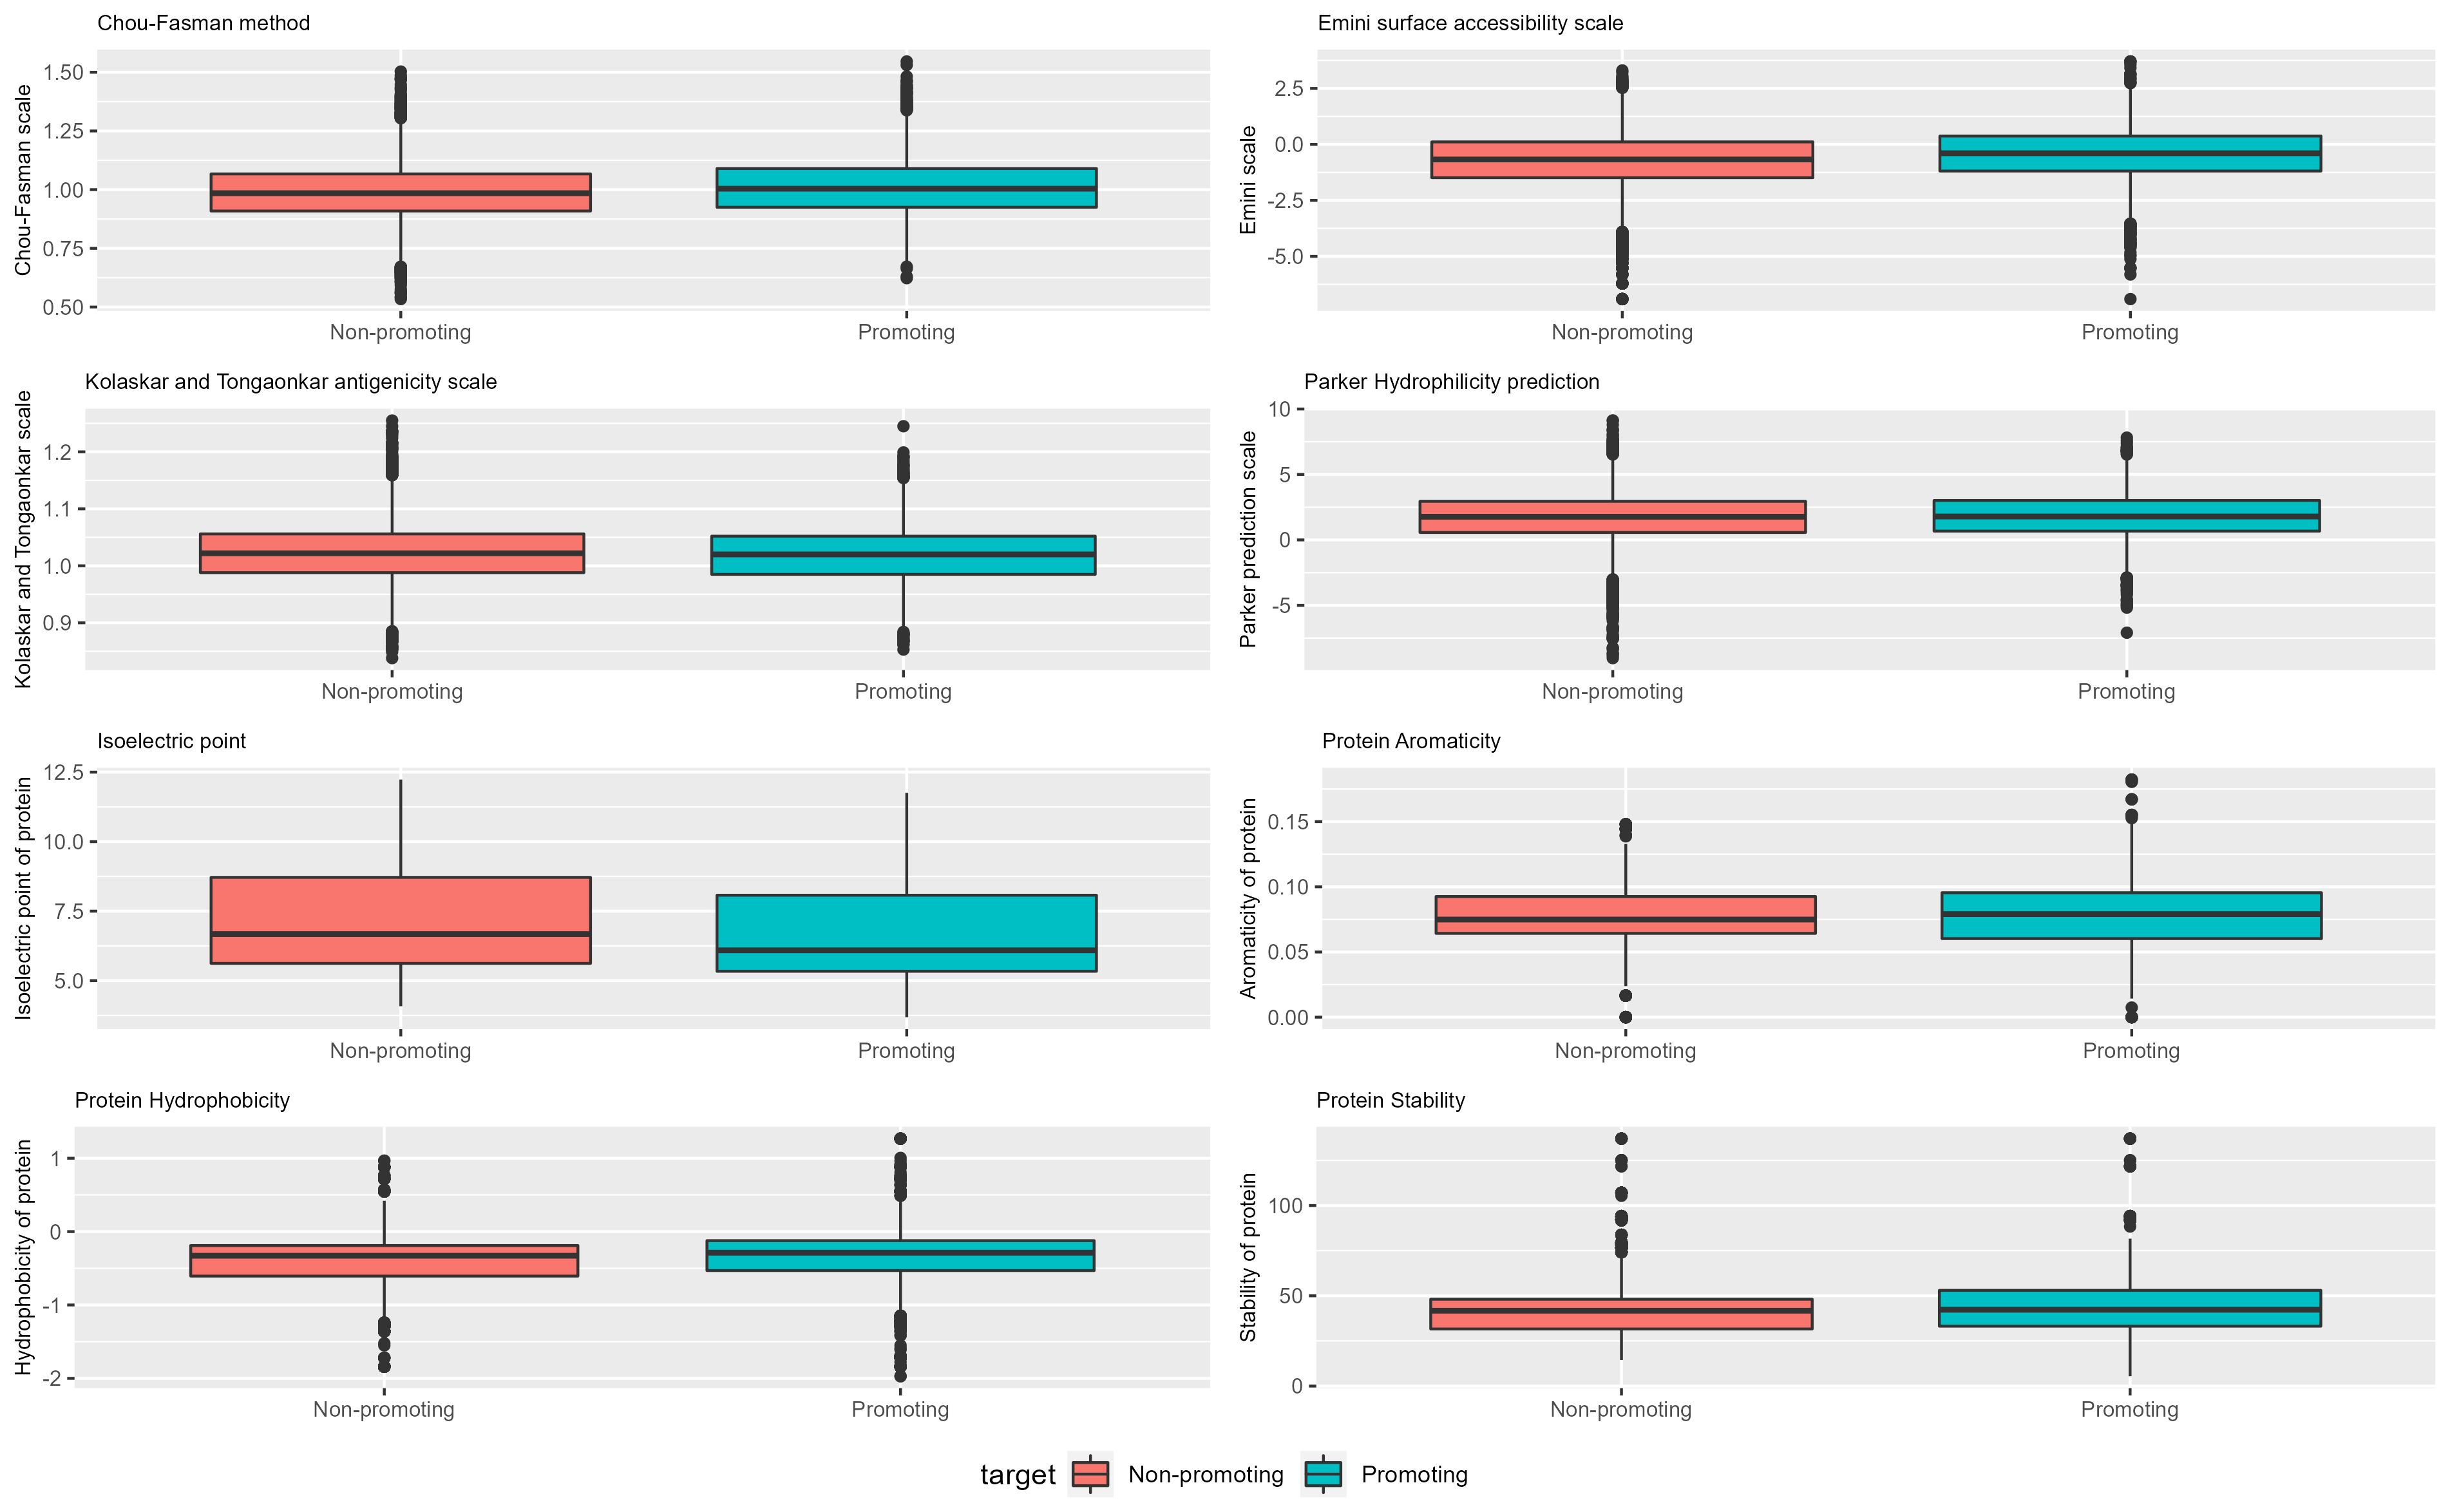 Chou-Fasman method
Chou-Fasman scale
1.50
1.25
1.00
0.75
0.50
Non-promoting Promoting
Emini surface accessibility scale
Emini scale
2.5
0.0
-2.5
-5.0
Non-promoting Promoting
Kolaskar and Tongaonkar antigenicity scale
Kolaskar and Tongaonkar scale
1.2
1.1
1.0
0.9
Non-promoting Promoting
Parker Hydrophilicity prediction
Parker prediction scale
10
5
0
-5
Non-promoting Promoting
Isoelectric point
Isoelectric point of protein
12.5
10.0
7.5
5.0
Non-promoting Promoting
Protein Aromaticity
Aromaticity of protein
0.15
0.10
0.05
0.00
Non-promoting Promoting
Protein Hydrophobicity
Hydrophobicity of protein
1
0
-1
-2
Non-promoting Promoting
Protein Stability
Stability of protein
100
50
0
Non-promoting Promoting
target Non-promoting Promoting